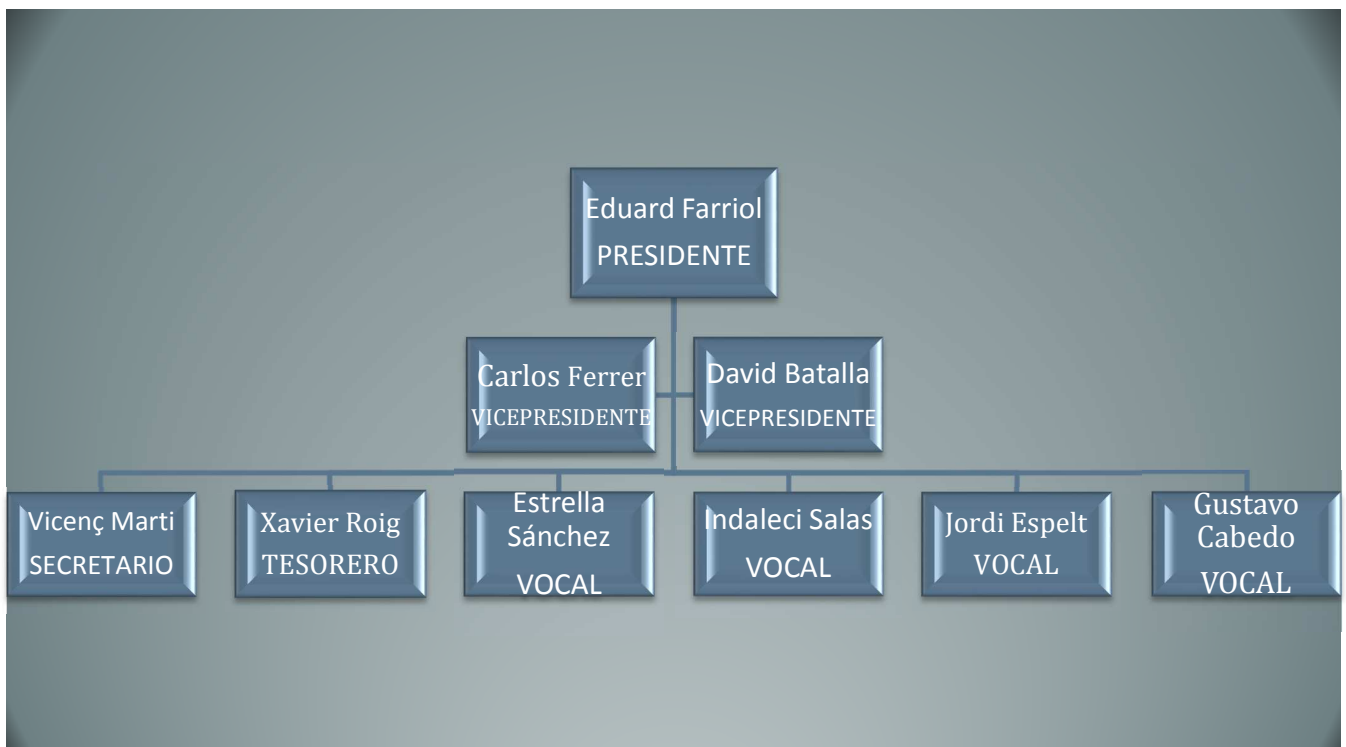 Eduard Farriol
PRESIDENTE
Carlos Ferrer
VICEPRESIDENTE
David Batalla
VICEPRESIDENTE
Vicenç Marti
SECRETARIO
Xavier Roig
TESORERO
Estrella
Sánchez
VOCAL
Indaleci Salas
VOCAL
Jordi Espelt
VOCAL
Gustavo
Cabedo
VOCAL